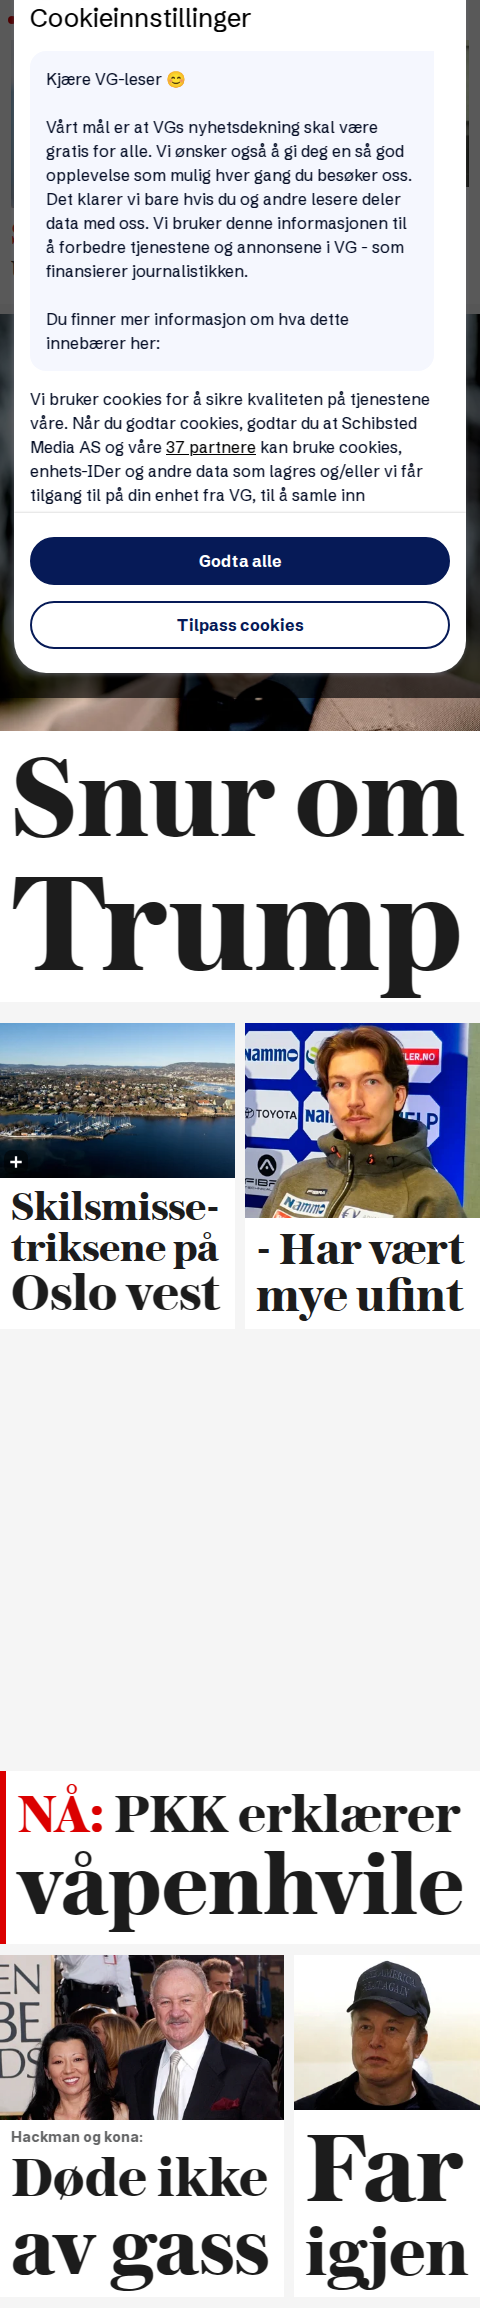 Cookieinnstillinger
Kjære VG-leser 😊
Vårt mål er at VGs nyhetsdekning skal være
gratis for alle. Vi ønsker også å gi deg en så god
opplevelse som mulig hver gang du besøker oss.
Det klarer vi bare hvis du og andre lesere deler
data med oss. Vi bruker denne informasjonen til
å forbedre tjenestene og annonsene i VG - som
finansierer journalistikken.
Du finner mer informasjon om hva dette
innebærer her:
Vi bruker cookies for å sikre kvaliteten på tjenestene
våre. Når du godtar cookies, godtar du at Schibsted
Media AS og våre 37 partnere kan bruke cookies,
enhets-IDer og andre data som lagres og/eller vi får
tilgang til på din enhet fra VG, til å samle inn
Godta alle
Tilpass cookies
Snur om
Trump
Skilsmisse-
triksene på
Oslo vest
Nammo
LER.NO
TOYOTA
Nammo
- Har vært
mye ufint
NÅ: PKK erklærer
våpenhvile
Hackman og kona:
Døde ikke
av gass
Far
igjen